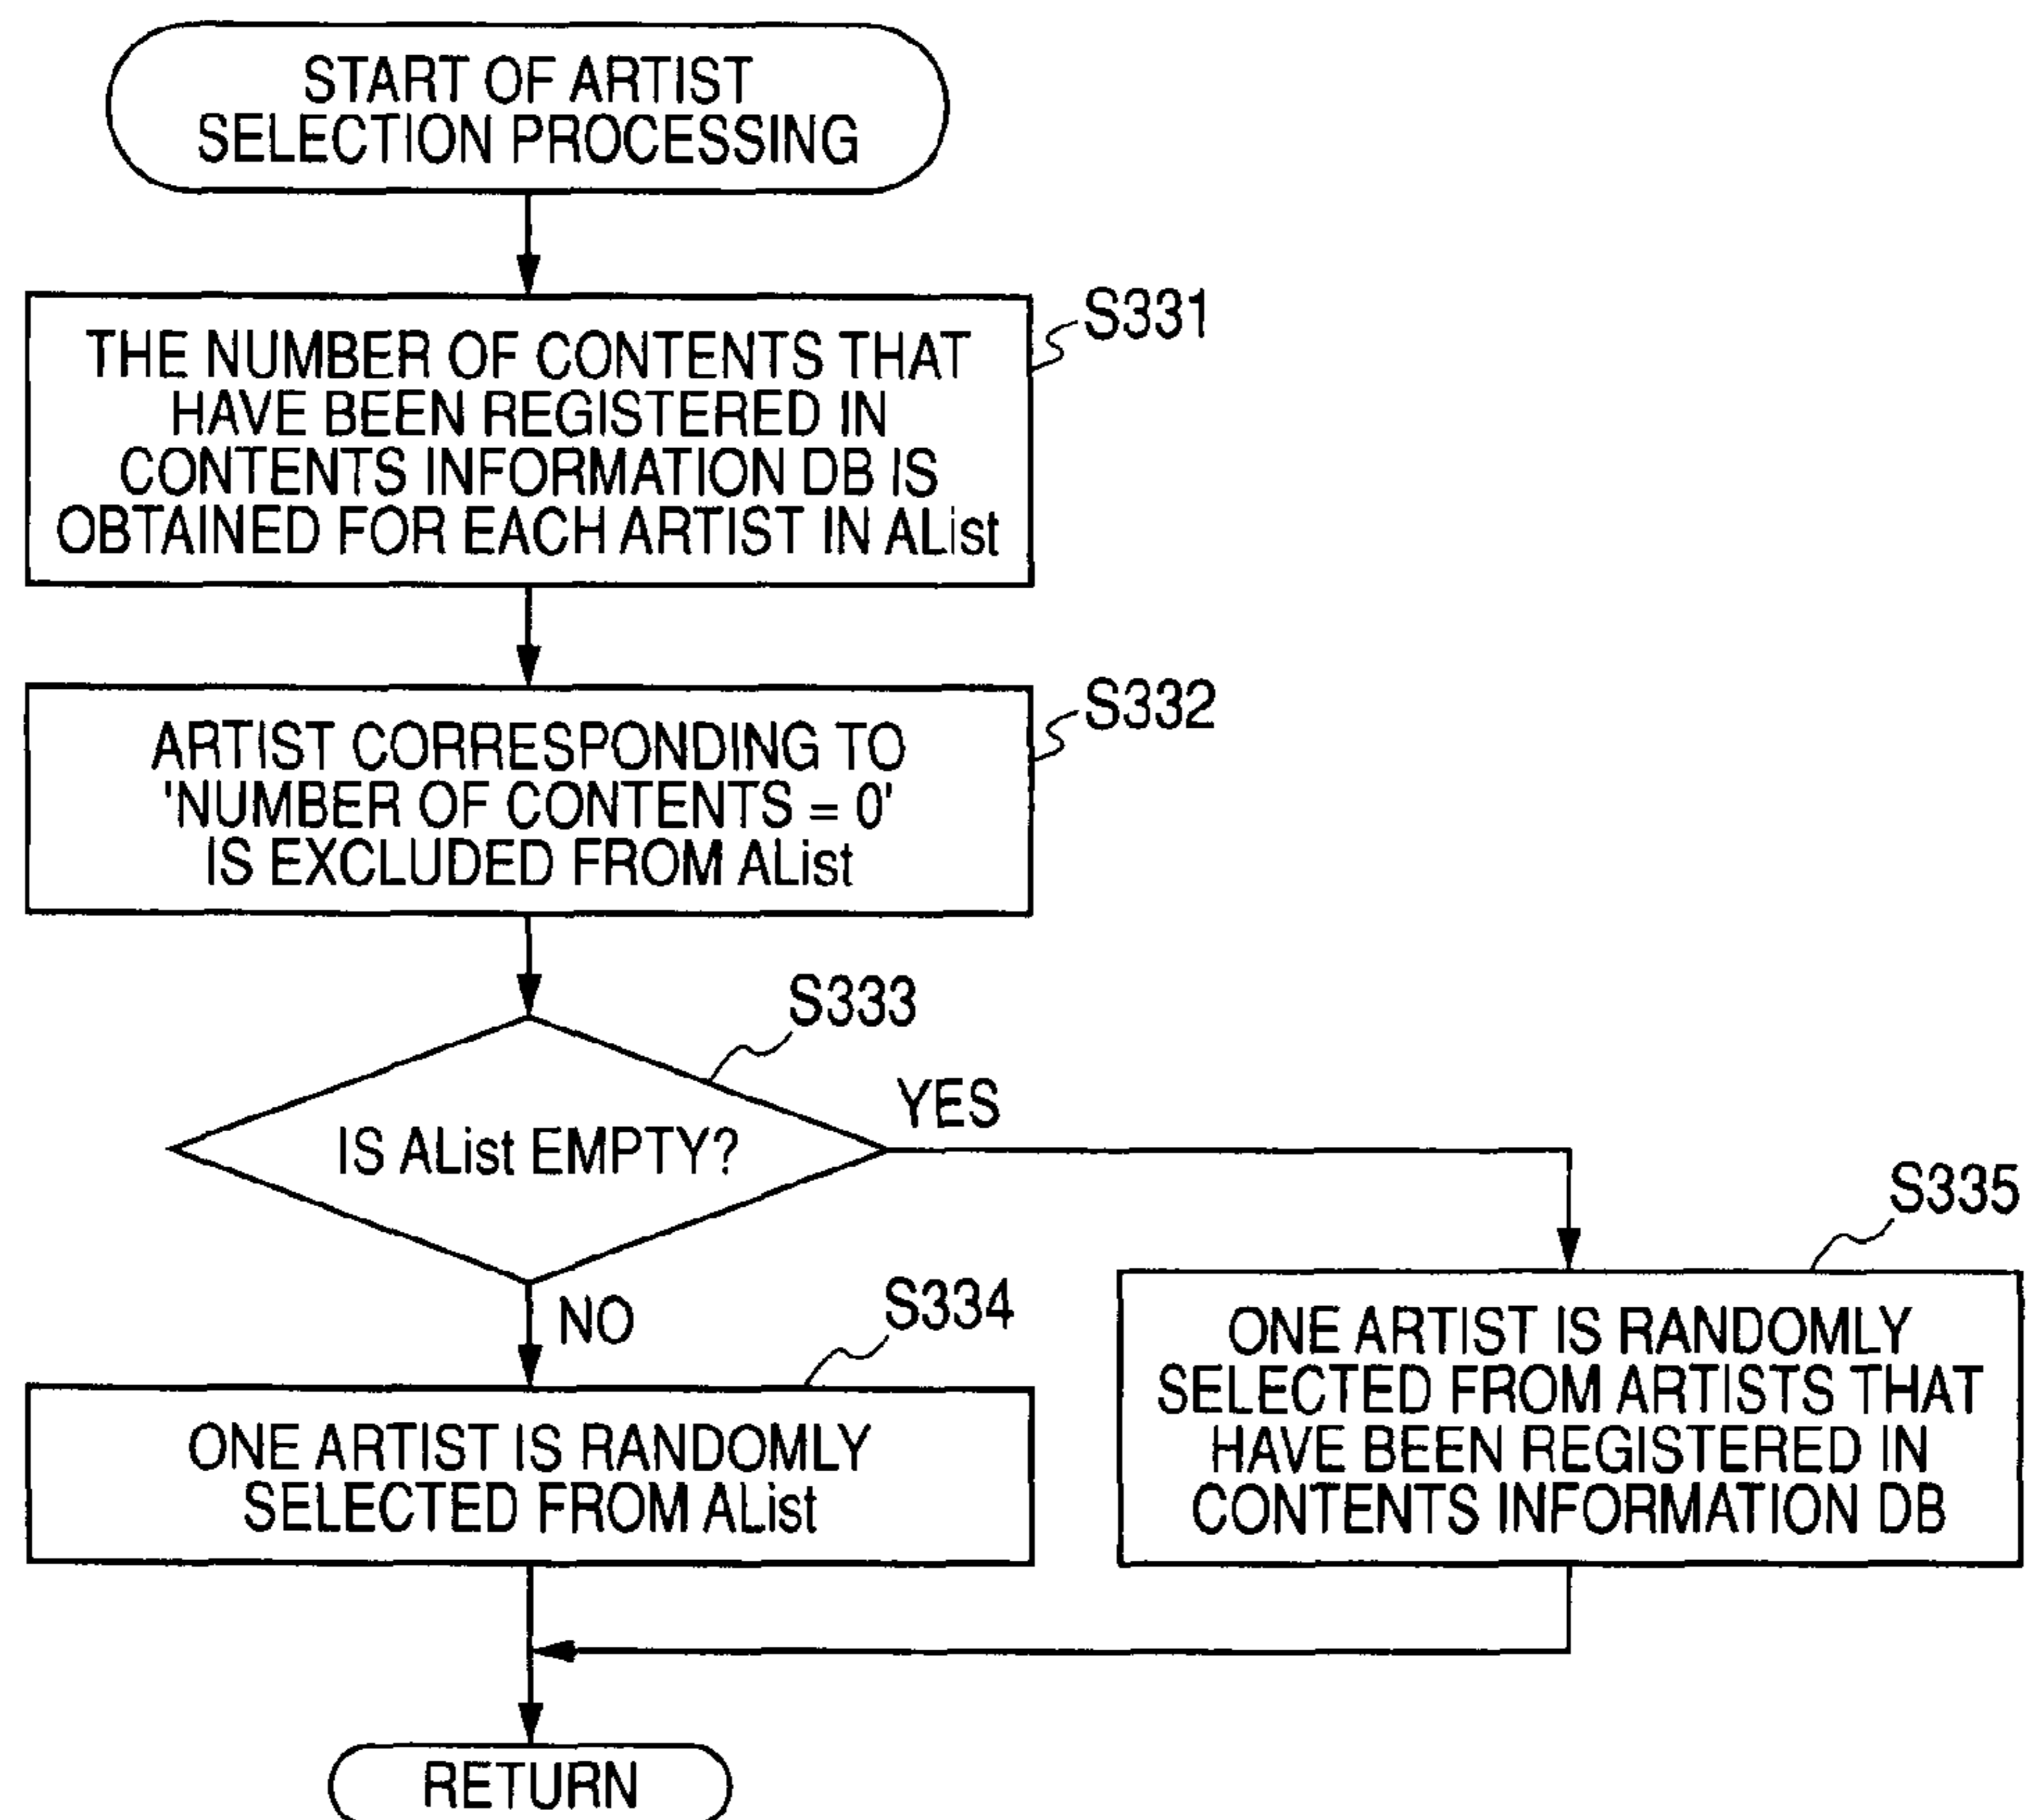 START OF ARTIST
SELECTION PROCESSING
S331
THE NUMBER OF CONTENTS THAT
HAVE BEEN REGISTERED IN
CONTENTS INFORMATION DB IS
OBTAINED FOR EACH ARTIST IN AList
S332
ARTIST CORRESPONDING TO
'NUMBER OF CONTENTS = 0'
IS EXCLUDED FROM AList
S333
IS AList EMPTY?
YES
NO
S334
ONE ARTIST IS RANDOMLY
SELECTED FROM AList
S335
ONE ARTIST IS RANDOMLY
SELECTED FROM ARTISTS THAT
HAVE BEEN REGISTERED IN
CONTENTS INFORMATION DB
RETURN